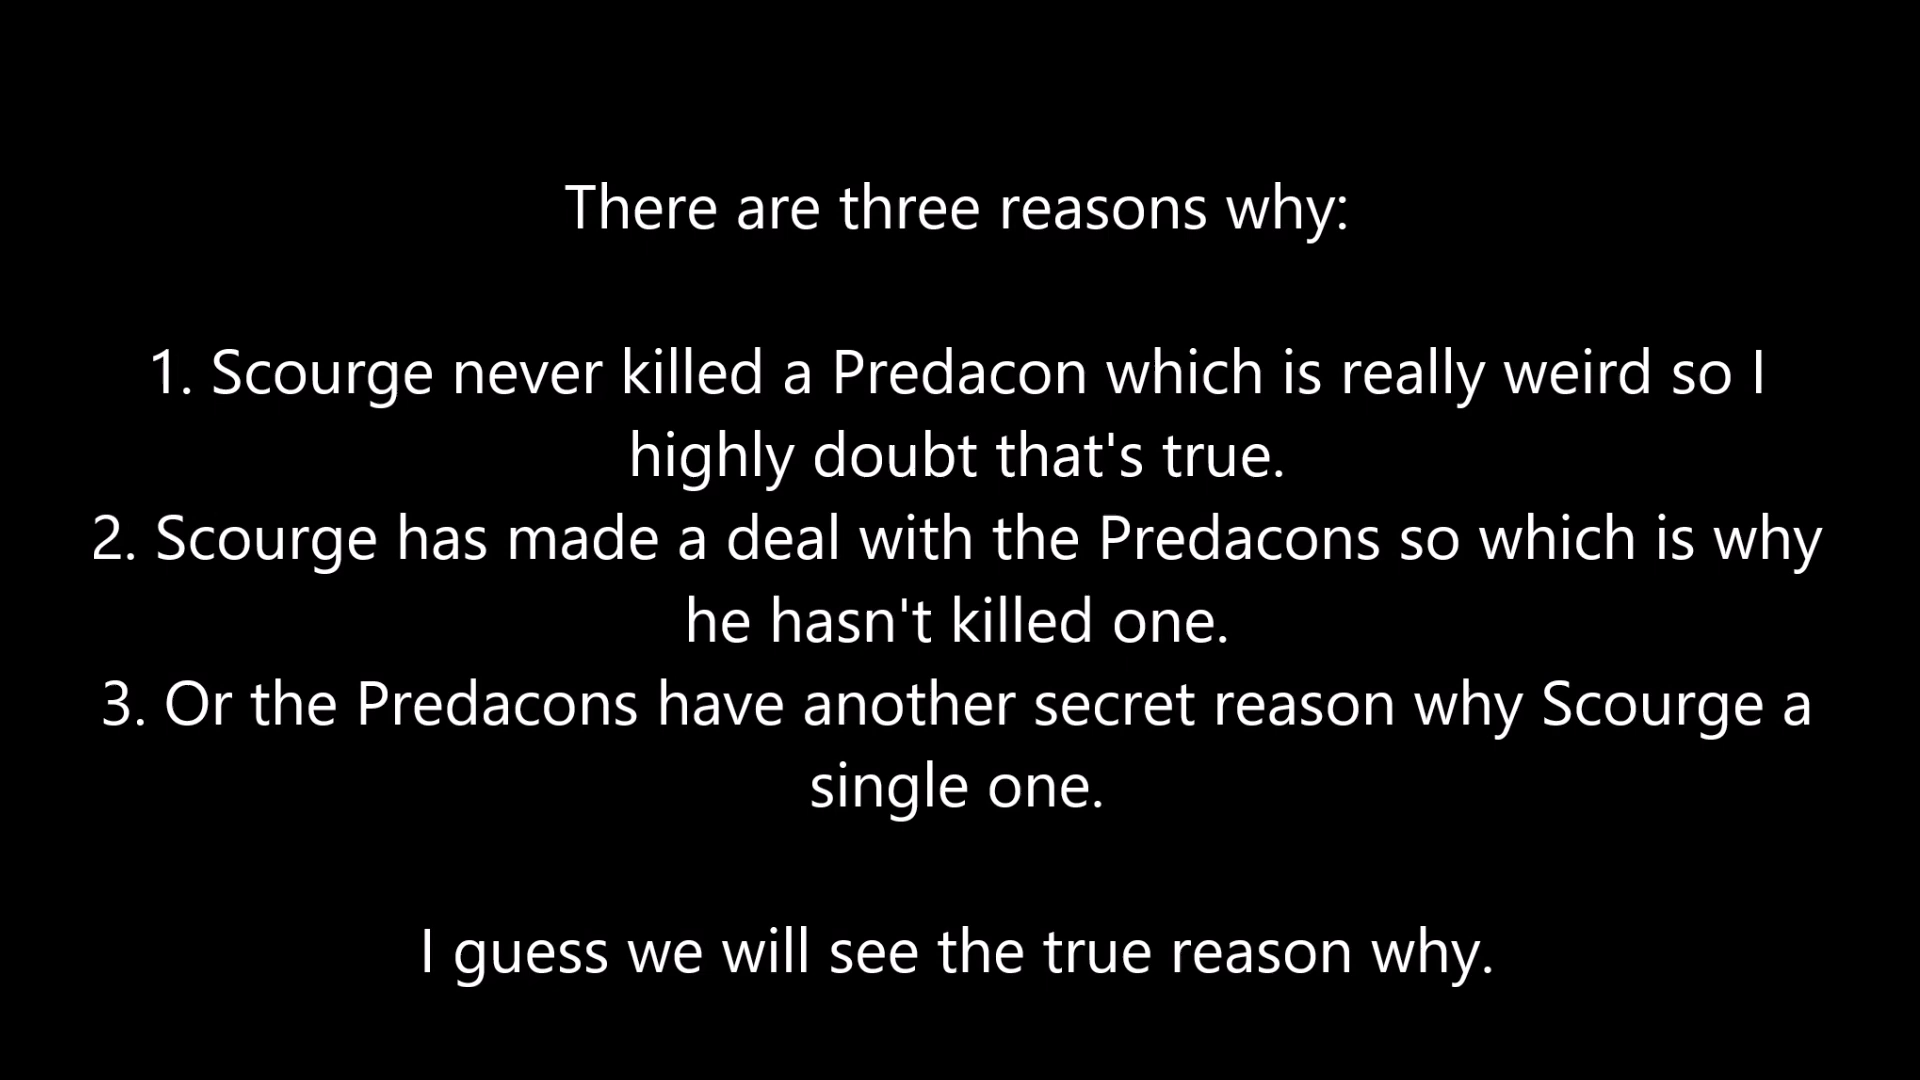 There are three reasons why:
1. Scourge never killed a Predacon which is really weird so I
highly doubt that's true.
2. Scourge has made a deal with the Predacons so which is why
he hasn't killed one.
3. Or the Predacons have another secret reason why Scourge a
single one.
I guess we will see the true reason why.